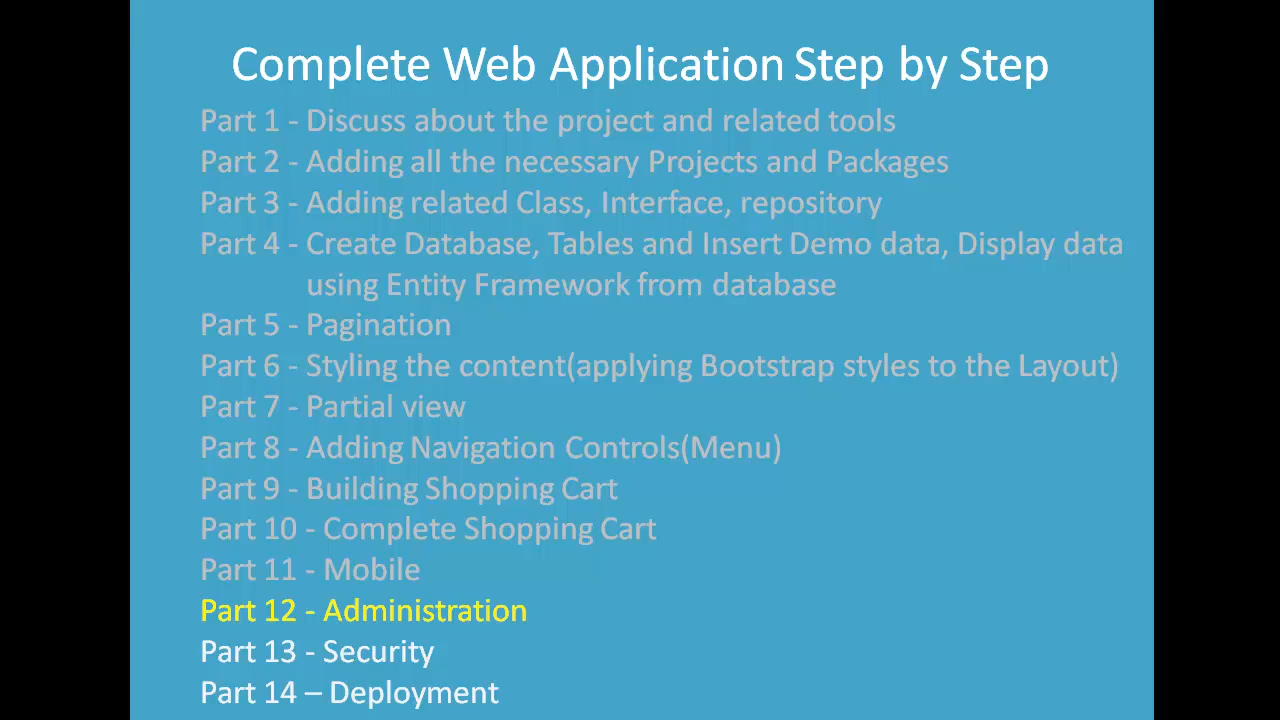 Complete Web Application Step by Step
Part 1 - Discuss about the project and related tools
Part 2 - Adding all the necessary Projects and Packages
Part 3 - Adding related Class, Interface, repository
Part 4 - Create Database, Tables and Insert Demo data, Display data
using Entity Framework from database
Part 5 - Pagination
Part 6 - Styling the content(applying Bootstrap styles to the Layout)
Part 7 - Partial view
Part 8 - Adding Navigation Controls(Menu)
Part 9 - Building Shopping Cart
Part 10 - Complete Shopping Cart
Part 11 - Mobile
Part 12 - Administration
Part 13 - Security
Part 14 – Deployment